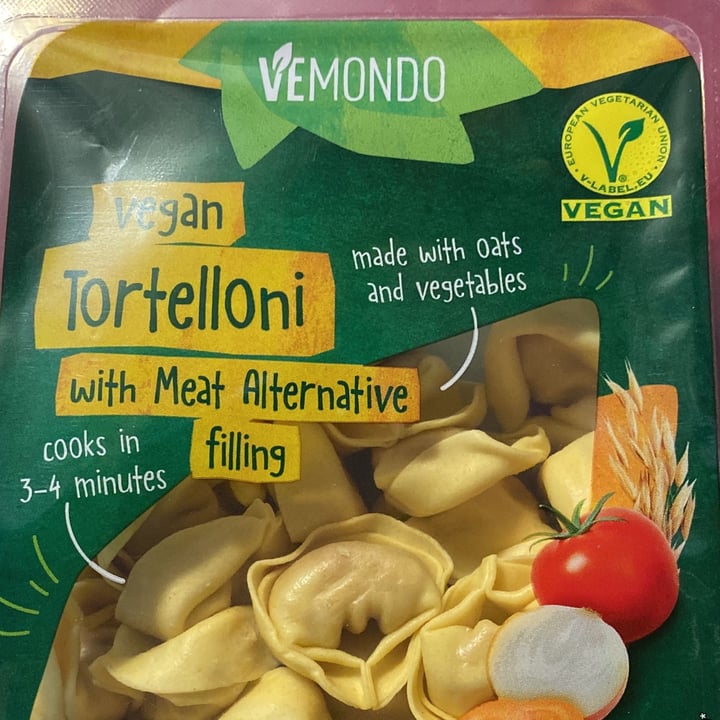 VEMONDO
EUROPEAN VEGETARIAN UNION
V-LABEL.EU
VEGAN
vegan
Tortelloni
with Meat Alternative
filling
made with oats
and vegetables
cooks in
3-4 minutes